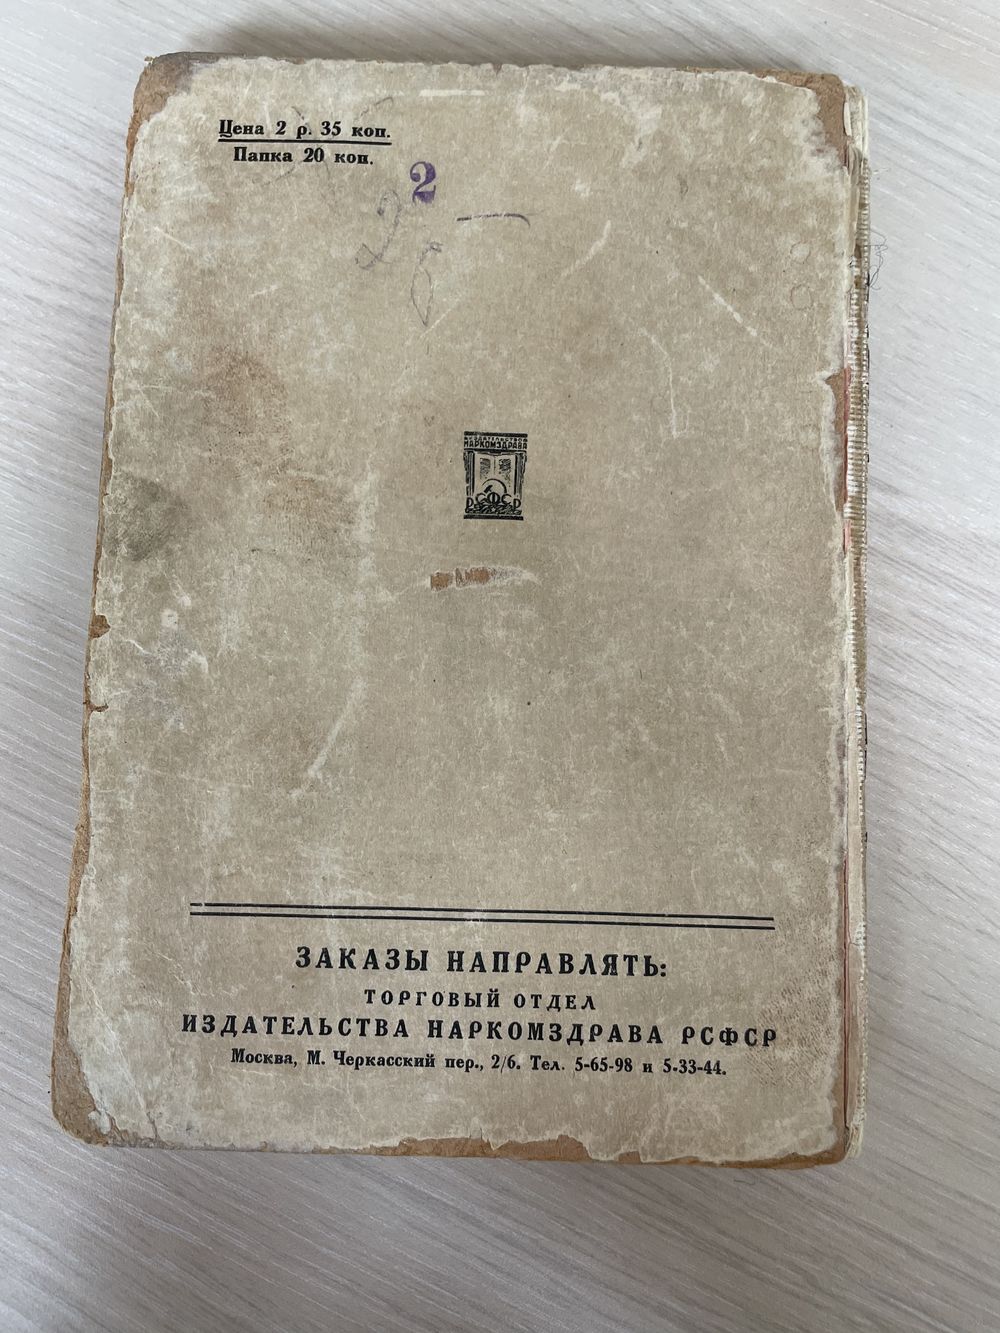 Цена 2 р. 35 коп.
Папка 20 коп.
2
ИЗДАТЕЛЬСТВО
НАРКОМЗДРАВА
РСФСР
ЗАКАЗЫ НАПРАВЛЯТЬ:
ТОРГОВЫЙ ОТДЕЛ
ИЗДАТЕЛЬСТВА НАРКОМЗДРАВА РСФСР
Москва, М. Черкасский пер., 2/6. Тел. 5-65-98 и 5-33-44.